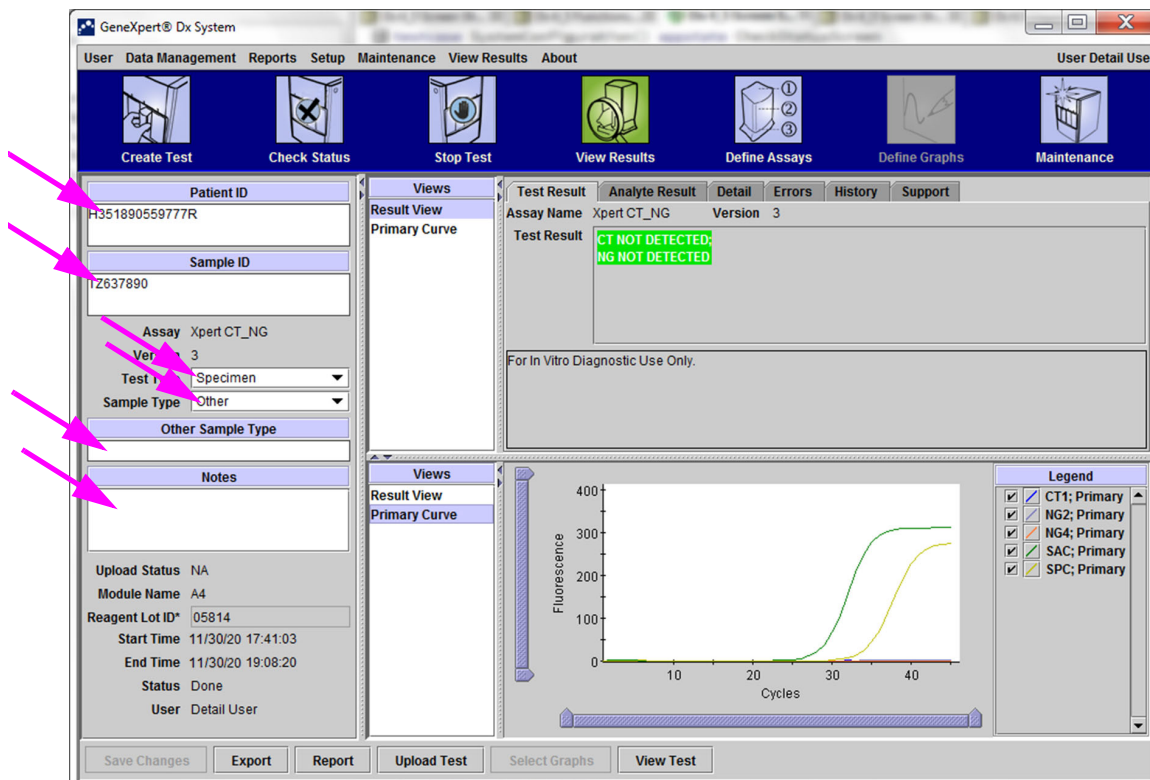 GeneXpert® Dx System
User Data Management Reports Setup Maintenance View Results About User Detail Use
Create Test Check Status Stop Test View Results Define Assays Define Graphs Maintenance
Patient ID
H351890559777R
Sample ID
TZ637890
Assay Xpert CT_NG
Version 3
Test Type Specimen
Sample Type Other
Other Sample Type
Notes
Upload Status NA
Module Name A4
Reagent Lot ID* 05814
Start Time 11/30/20 17:41:03
End Time 11/30/20 19:08:20
Status Done
User Detail User
Views
Result View
Primary Curve
Test Result Analyte Result Detail Errors History Support
Assay Name Xpert CT_NG Version 3
Test Result CT NOT DETECTED;
NG NOT DETECTED
For In Vitro Diagnostic Use Only.
Views
Result View
Primary Curve
Fluorescence
400
300
200
100
0
10 20 30 40
Cycles
Legend
CT1; Primary
NG2; Primary
NG4; Primary
SAC; Primary
SPC; Primary
Save Changes Export Report Upload Test Select Graphs View Test